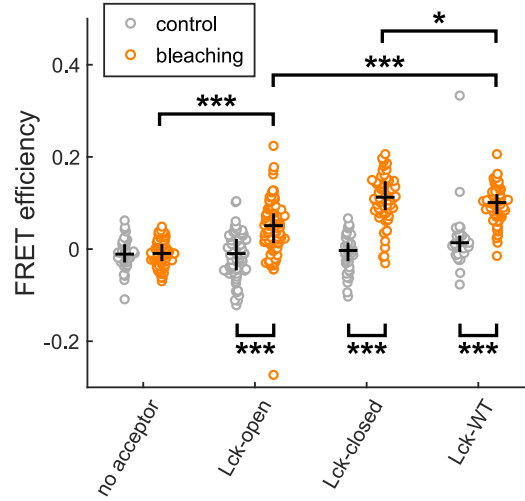 control
bleaching
*
***
***
0.4
0.2
0
-0.2
FRET efficiency
***
***
***
no acceptor
Lck-open
Lck-closed
Lck-WT